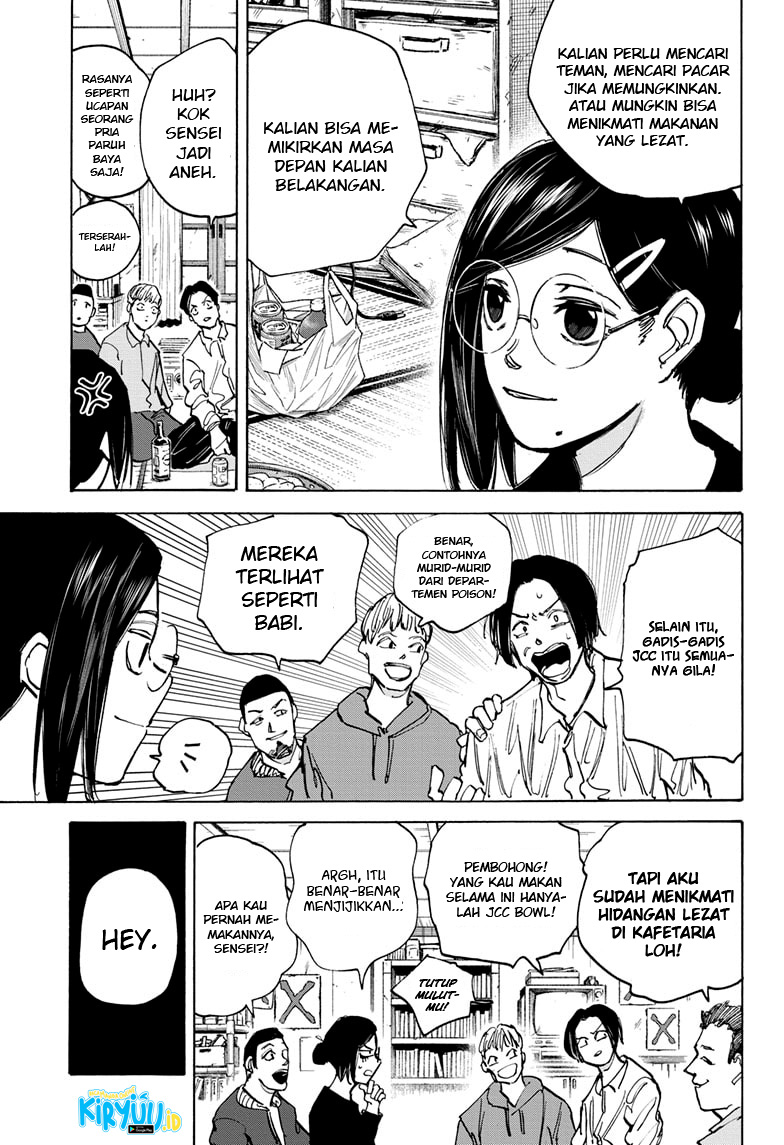 KALIAN PERLU MENCARI
TEMAN, MENCARI PACAR
JIKA MEMUNGKINKAN.
ATAU MUNGKIN BISA
MENIKMATI MAKANAN
YANG LEZAT.
KALIAN BISA ME-
MIKIRKAN MASA
DEPAN KALIAN
BELAKANGAN.
HUH?
KOK
SENSEI
JADI
ANEH.
RASANYA
SEPERTI
UCAPAN
SEORANG
PRIA
PARUH
BAYA
SAJA!
TERSERAH-
LAH!
SELAIN ITU,
GADIS-GADIS
JCC ITU SEMUA-
NYA GILA!
BENAR,
CONTOHNYA
MURID-MURID
DARI DEPAR-
TEMEN POISON!
MEREKA
TERLIHAT
SEPERTI
BABI.
TAPI AKU
SUDAH MENIKMATI
HIDANGAN LEZAT
DI KAFETARIA
LOH!
PEMBOHONG!
YANG KAU MAKAN
SELAMA INI HANYA-
LAH JCC BOWL!
ARGH, ITU
BENAR-BENAR
MENJIJIKKAN...
APA KAU
PERNAH ME-
MAKANNYA,
SENSEI?!
TUTUP
MULUT-
MU!
HEY.
KIRYUU.ID